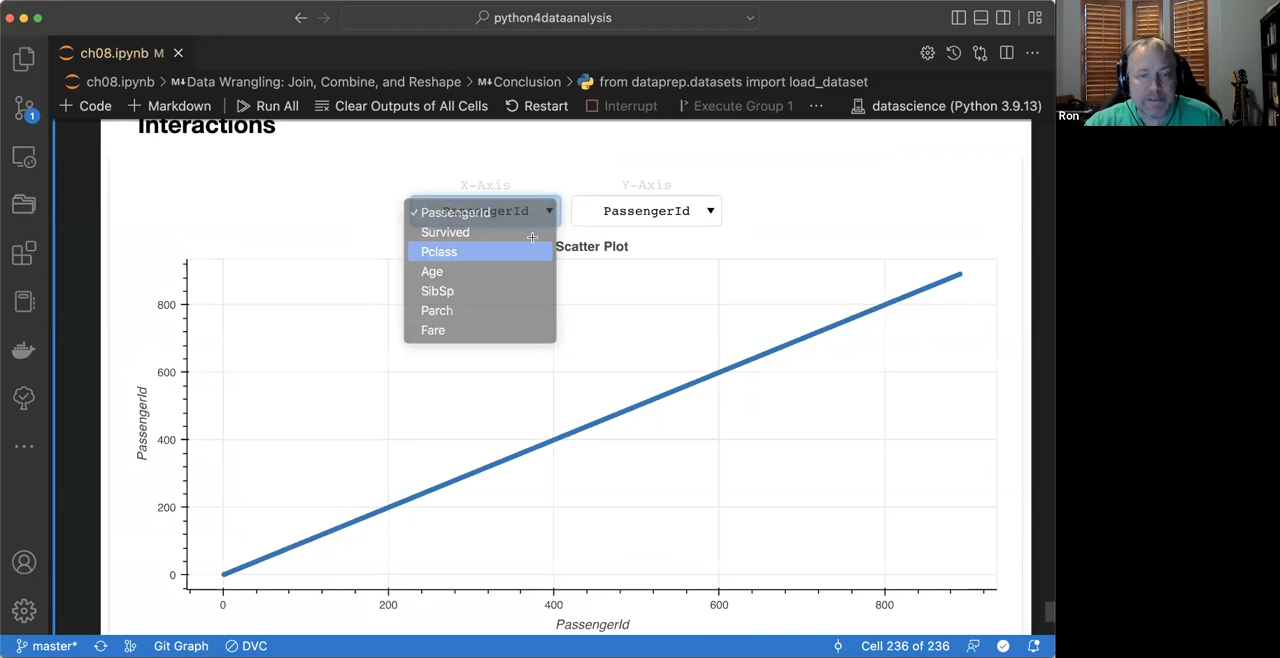 python4dataanalysis
ch08.ipynb M
ch08.ipynb > M↓Data Wrangling: Join, Combine, and Reshape > M↓Conclusion > from dataprep.datasets import load_dataset
+ Code + Markdown Run All Clear Outputs of All Cells Restart Interrupt Execute Group 1 ... datascience (Python 3.9.13)
Ron
1
Interactions
X-Axis Y-Axis
PassengerId PassengerId
✓ PassengerId
Survived
Pclass
Age
SibSp
Parch
Fare
Scatter Plot
800
600
400
200
0
PassengerId
0 200 400 600 800
PassengerId
master* Git Graph DVC Cell 236 of 236